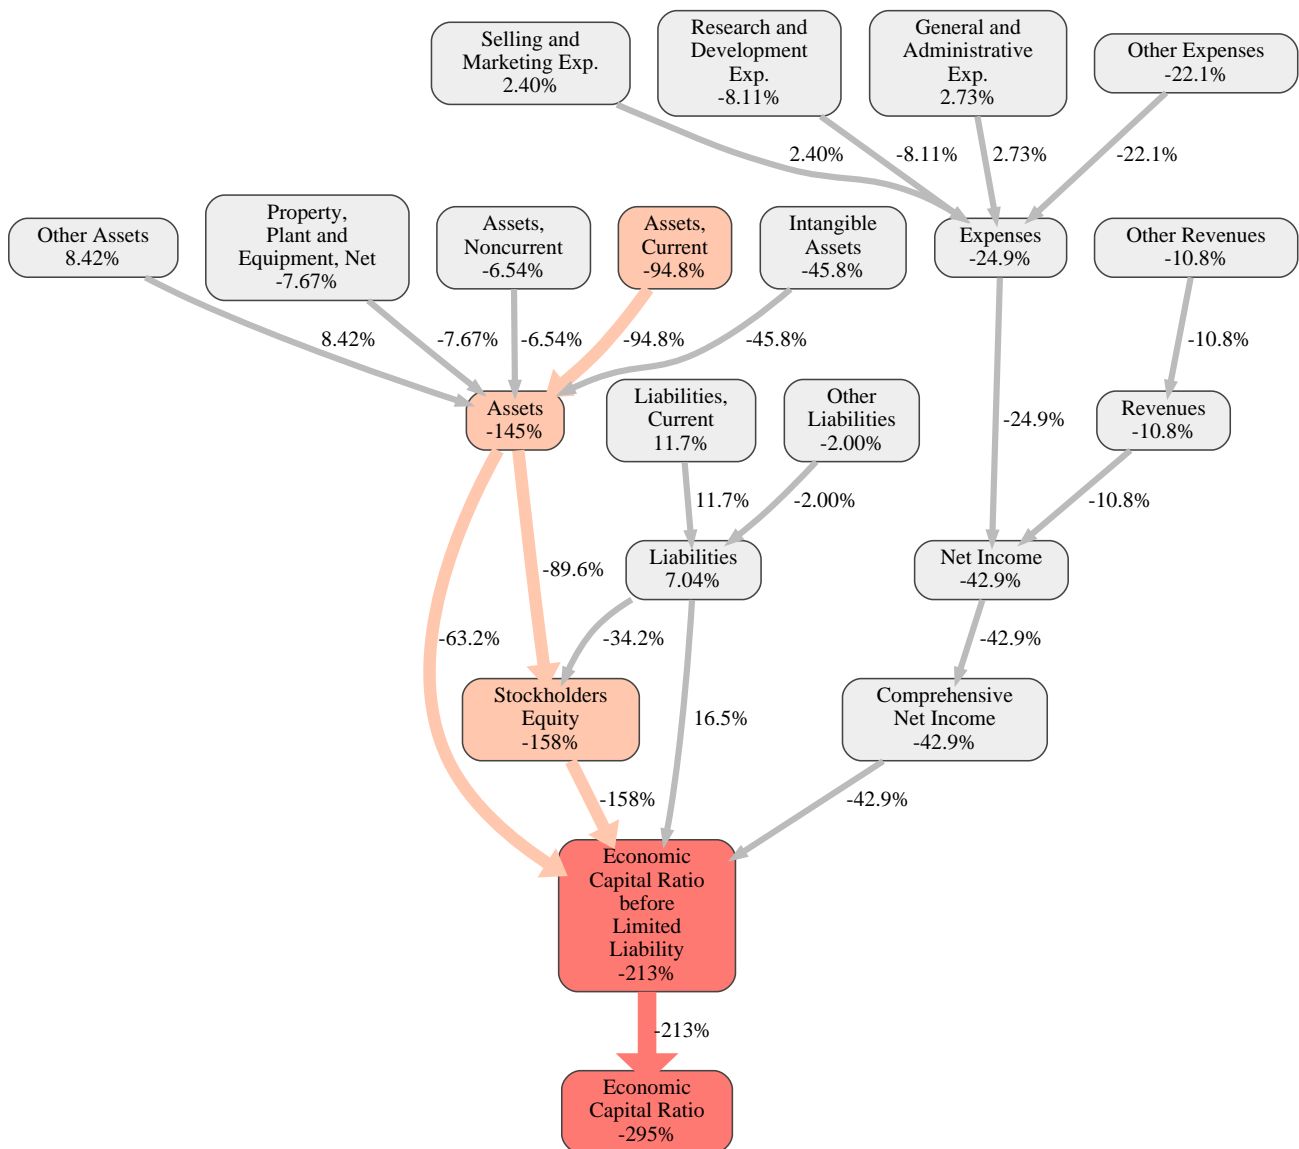 Selling and
Marketing Exp.
2.40%
Research and
Development
Exp.
-8.11%
General and
Administrative
Exp.
2.73%
Other Expenses
-22.1%
2.40%
-8.11%
2.73%
-22.1%
Other Assets
8.42%
Property,
Plant and
Equipment, Net
-7.67%
Assets,
Noncurrent
-6.54%
Assets,
Current
-94.8%
Intangible
Assets
-45.8%
Expenses
-24.9%
Other Revenues
-10.8%
8.42%
-7.67%
-6.54%
-94.8%
-45.8%
-10.8%
Assets
-145%
Liabilities,
Current
11.7%
Other
Liabilities
-2.00%
-24.9%
Revenues
-10.8%
11.7%
-2.00%
-10.8%
-89.6%
Liabilities
7.04%
Net Income
-42.9%
-63.2%
-34.2%
-42.9%
Stockholders
Equity
-158%
16.5%
Comprehensive
Net Income
-42.9%
-158%
-42.9%
Economic
Capital Ratio
before
Limited
Liability
-213%
-213%
Economic
Capital Ratio
-295%